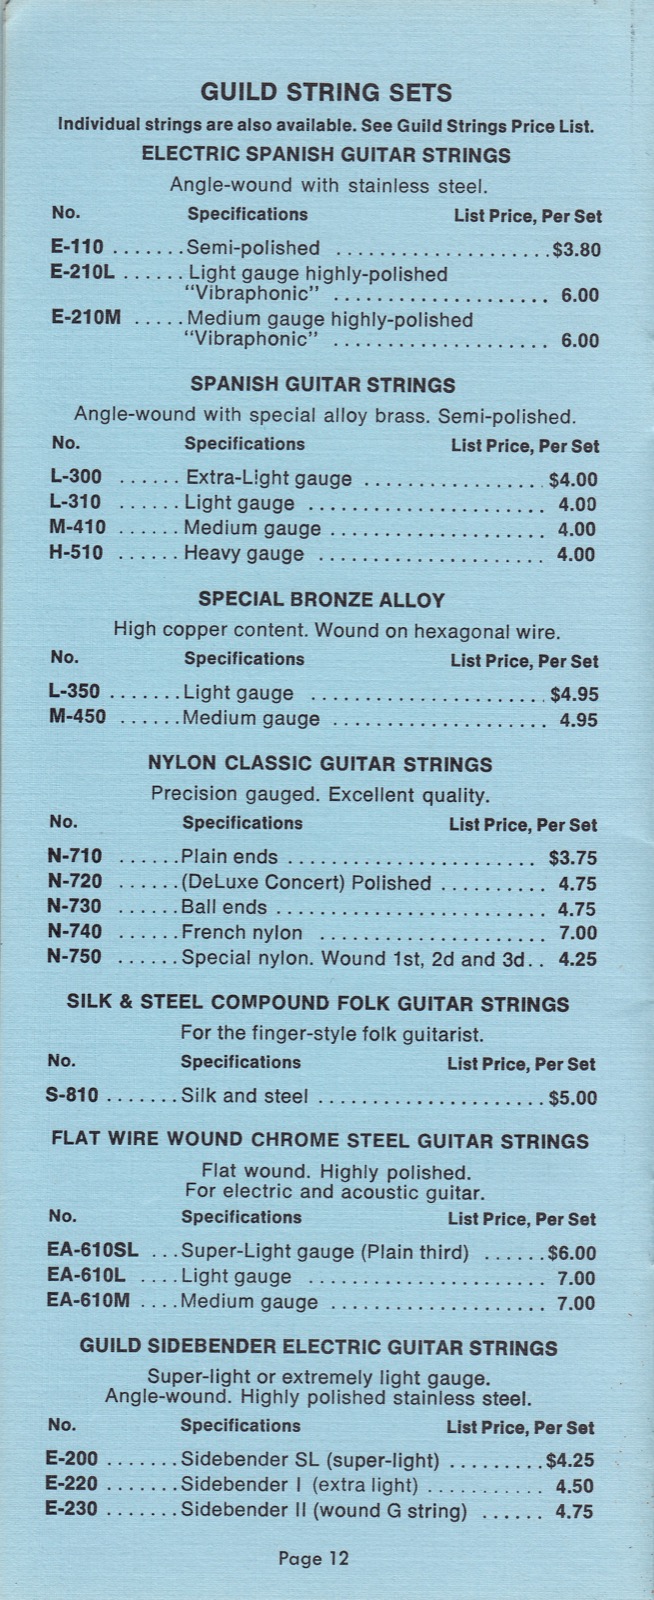 GUILD STRING SETS
Individual strings are also available. See Guild Strings Price List.
ELECTRIC SPANISH GUITAR STRINGS
Angle-wound with stainless steel.
No. Specifications List Price, Per Set
E-110 .......Semi-polished ...................$3.80
E-210L ...... Light gauge highly-polished
“Vibraphonic” .................... 6.00
E-210M .....Medium gauge highly-polished
“Vibraphonic” .................... 6.00
SPANISH GUITAR STRINGS
Angle-wound with special alloy brass. Semi-polished.
No. Specifications List Price, Per Set
L-300 ...... Extra-Light gauge ................. $4.00
L-310 ......Light gauge ....................... 4.00
M-410 ......Medium gauge .................... 4.00
H-510 ......Heavy gauge ..................... 4.00
SPECIAL BRONZE ALLOY
High copper content. Wound on hexagonal wire.
No. Specifications List Price, Per Set
L-350 .......Light gauge ...................... $4.95
M-450 ......Medium gauge .................... 4.95
NYLON CLASSIC GUITAR STRINGS
Precision gauged. Excellent quality.
No. Specifications List Price, Per Set
N-710 ......Plain ends ....................... $3.75
N-720 ......(DeLuxe Concert) Polished .......... 4.75
N-730 ......Ball ends ......................... 4.75
N-740 ......French nylon ..................... 7.00
N-750 ......Special nylon. Wound 1st, 2d and 3d.. 4.25
SILK & STEEL COMPOUND FOLK GUITAR STRINGS
For the finger-style folk guitarist.
No. Specifications List Price, Per Set
S-810 .......Silk and steel .....................$5.00
FLAT WIRE WOUND CHROME STEEL GUITAR STRINGS
Flat wound. Highly polished.
For electric and acoustic guitar.
No. Specifications List Price, Per Set
EA-610SL ...Super-Light gauge (Plain third) ......$6.00
EA-610L ....Light gauge ...................... 7.00
EA-610M ....Medium gauge .................... 7.00
GUILD SIDEBENDER ELECTRIC GUITAR STRINGS
Super-light or extremely light gauge.
Angle-wound. Highly polished stainless steel.
No. Specifications List Price, Per Set
E-200 .......Sidebender SL (super-light) .........$4.25
E-220 .......Sidebender I (extra light) ........... 4.50
E-230 .......Sidebender II (wound G string) ...... 4.75
Page 12